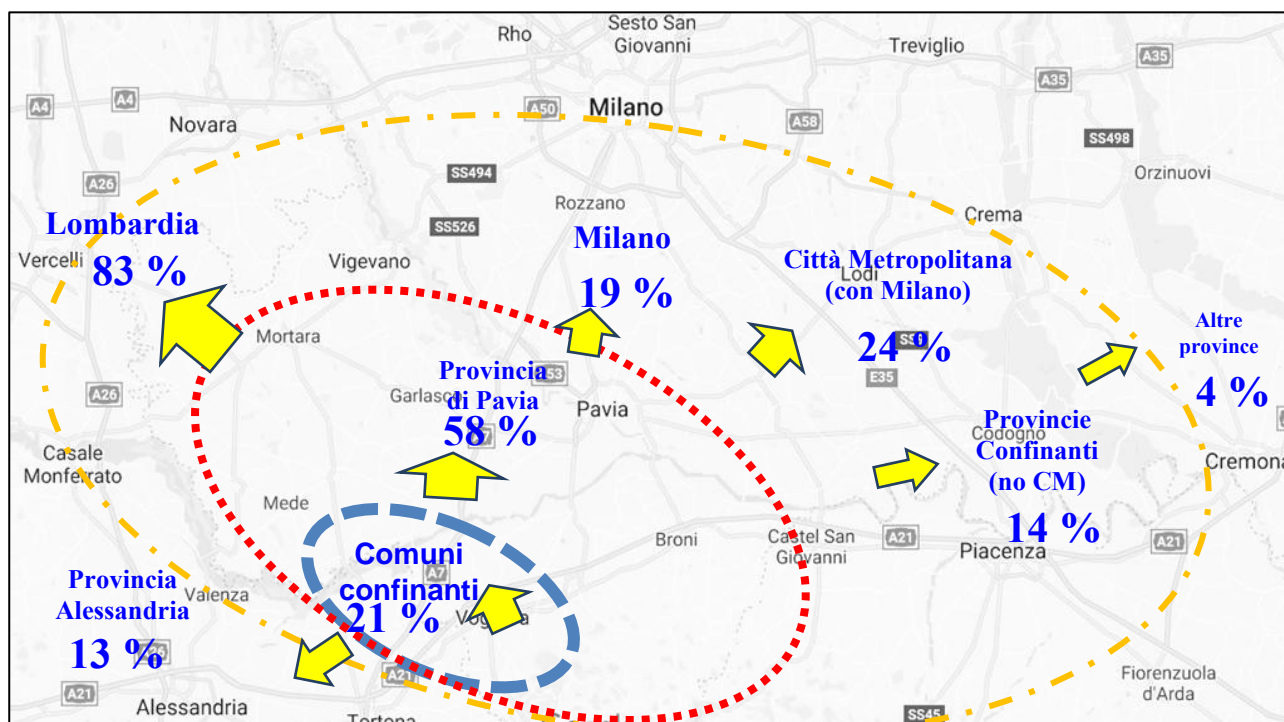 Sesto San
Giovanni
Rho
Treviglio
A35
A35
A4
A4
A50
Milano
A58
Novara
SS498
SS494
Orzinuovi
A26
Rozzano
Crema
SS526
Lombardia
83 %
Vercelli
Vigevano
Milano
19 %
Città Metropolitana
(con Milano)
Lodi
24 %
Mortara
Altre
province
4 %
E35
A26
Provincia
di Pavia
58 %
Garlasco
Pavia
Provincie
Confinanti
(no CM)
14 %
Codogno
Casale
Monferrato
Cremona
Mede
Comuni
confinanti
21 %
A7
Broni
Castel San
Giovanni
A21
Piacenza
A21
Provincia
Alessandria
13 %
Valenza
A21
Alessandria
A21
Tortona
Fiorenzuola
d'Arda
SS45